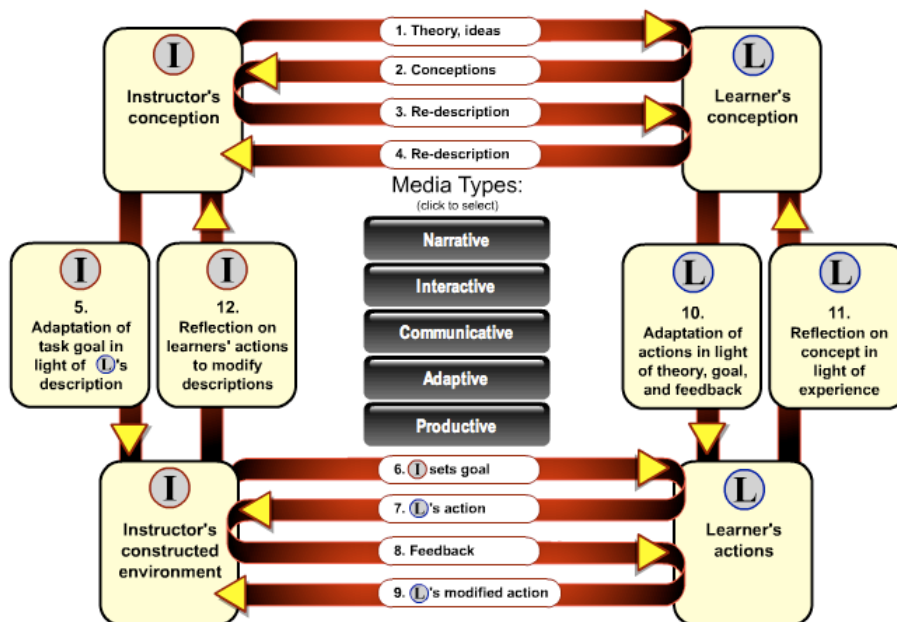 I
Instructor's
conception
1. Theory, ideas
2. Conceptions
3. Re-description
4. Re-description
L
Learner's
conception
Media Types:
(click to select)
Narrative
Interactive
Communicative
Adaptive
Productive
I
5.
Adaptation of
task goal in
light of L's
description
I
12.
Reflection on
learners' actions
to modify
descriptions
L
10.
Adaptation of
actions in light
of theory, goal,
and feedback
L
11.
Reflection on
concept in
light of
experience
I
Instructor's
constructed
environment
6. I sets goal
7. L's action
8. Feedback
9. L's modified action
L
Learner's
actions